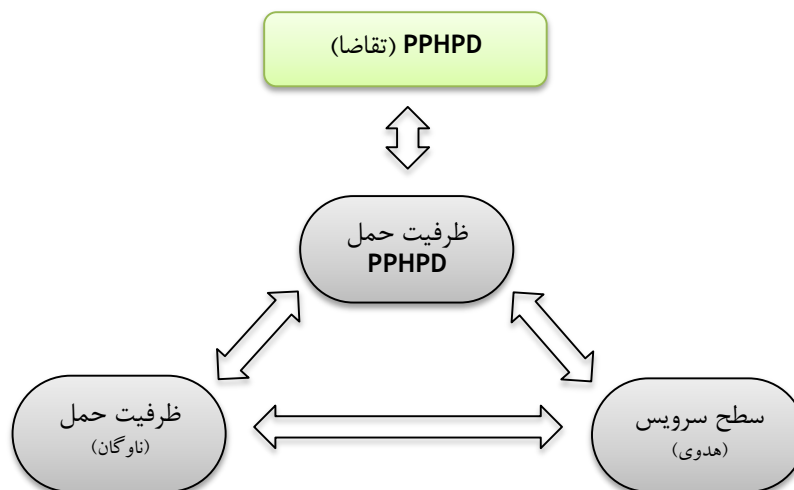 PPHPD (تقاضا)
ظرفیت حمل
PPHPD
ظرفیت حمل
(ناوگان)
سطح سرویس
(هدوی)